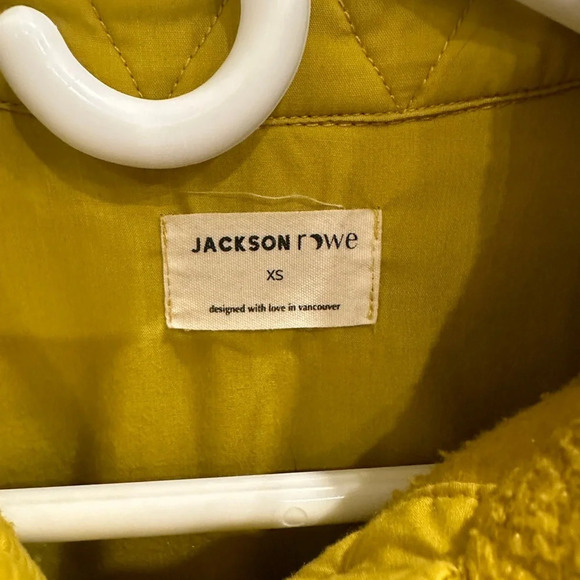 JACKSON rowe
XS
designed with love in vancouver